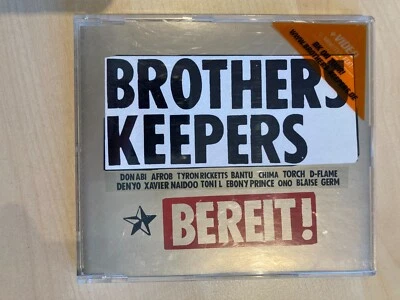 + VIDEO
BROTHERS
KEEPERS
DON ABI AFROB TYRON RICKETTS BANTU CHIMA TORCH D-FLAME
DENYO XAVIER NAIDOO TONI L EBONY PRINCE ONO BLAISE GERM
BEREIT!